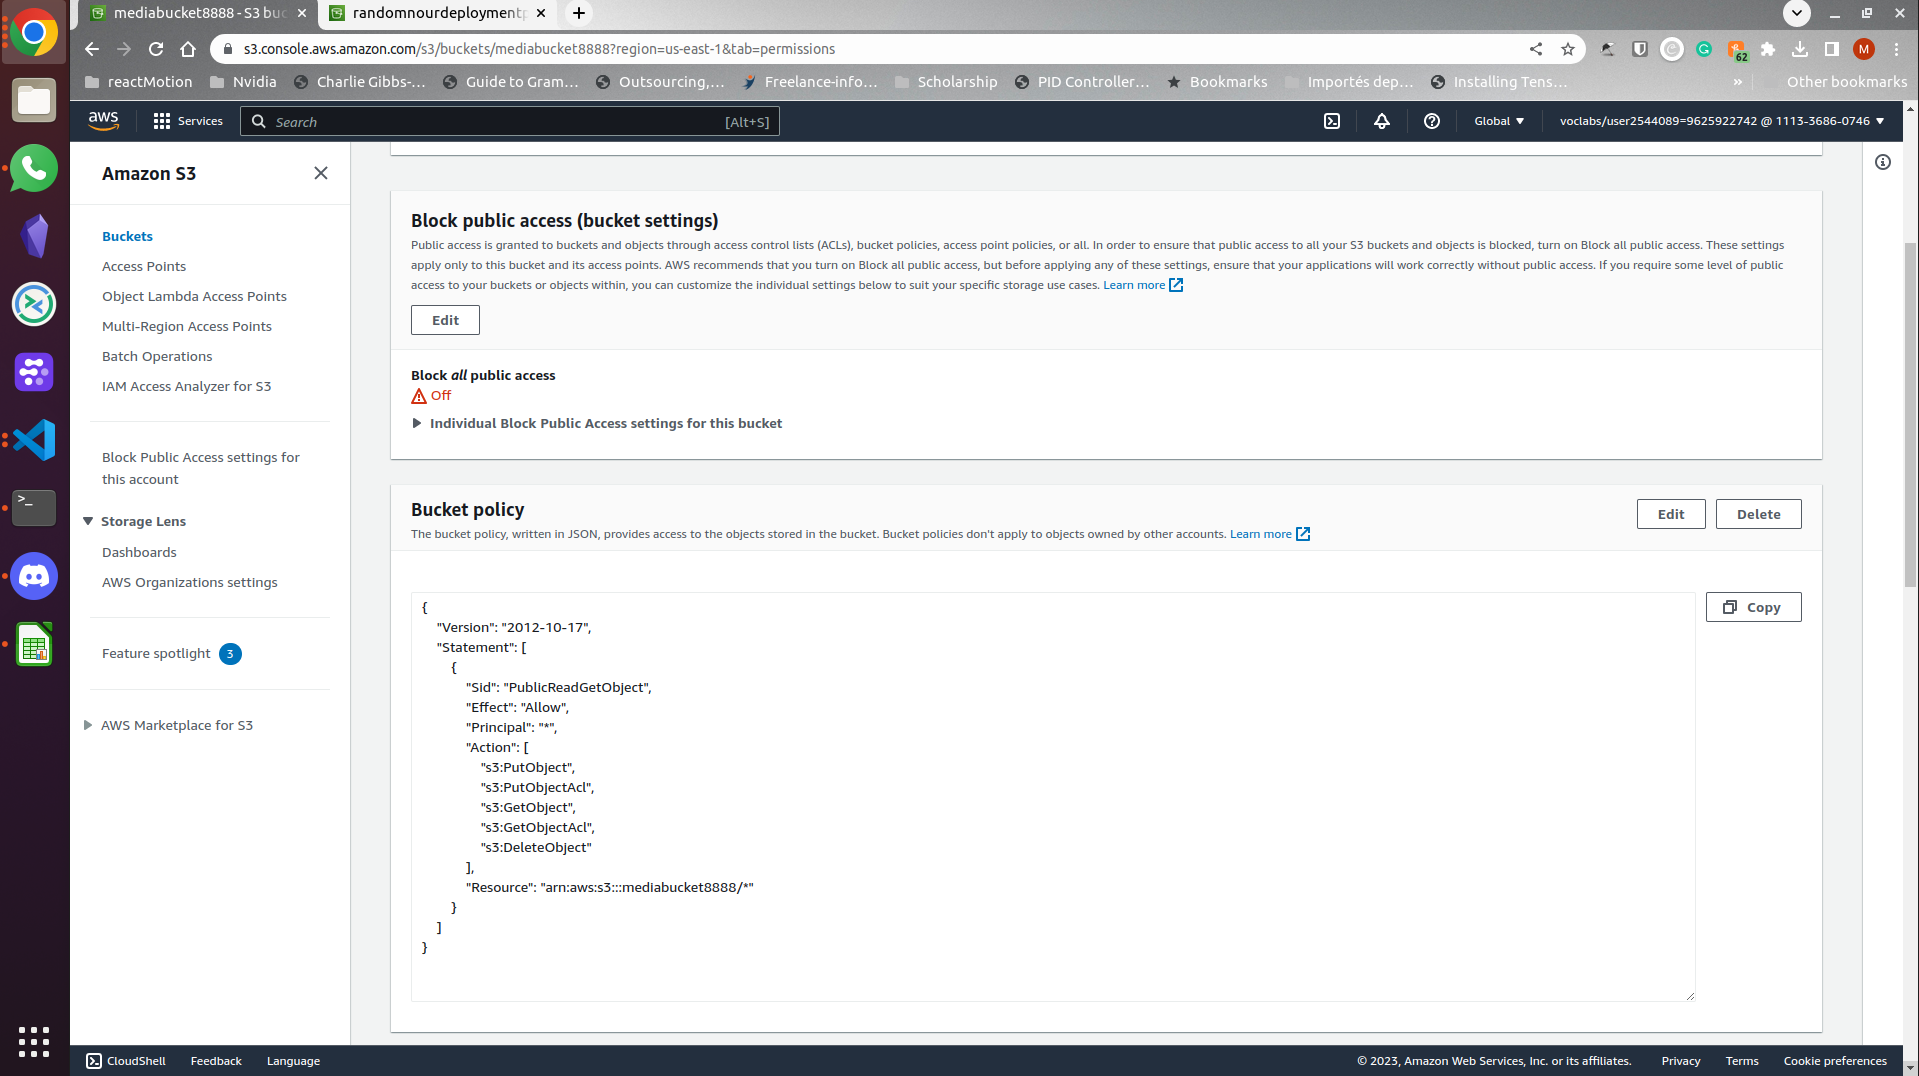 mediabucket8888 - S3 buc
randomnourdeploymentp
s3.console.aws.amazon.com/s3/buckets/mediabucket8888?region=us-east-1&tab=permissions
62
M
reactMotion
Nvidia
Charlie Gibbs-...
Guide to Gram...
Outsourcing,...
Freelance-info...
Scholarship
PID Controller...
Bookmarks
Importés dep...
Installing Tens...
»
Other bookmarks
aws
Services
Search
[Alt+S]
Global
voclabs/user2544089=9625922742 @ 1113-3686-0746
Amazon S3
Buckets
Access Points
Object Lambda Access Points
Multi-Region Access Points
Batch Operations
IAM Access Analyzer for S3
Block Public Access settings for
this account
Storage Lens
Dashboards
AWS Organizations settings
Feature spotlight 3
AWS Marketplace for S3
Block public access (bucket settings)
Public access is granted to buckets and objects through access control lists (ACLs), bucket policies, access point policies, or all. In order to ensure that public access to all your S3 buckets and objects is blocked, turn on Block all public access. These settings
apply only to this bucket and its access points. AWS recommends that you turn on Block all public access, but before applying any of these settings, ensure that your applications will work correctly without public access. If you require some level of public
access to your buckets or objects within, you can customize the individual settings below to suit your specific storage use cases. Learn more
Edit
Block all public access
Off
Individual Block Public Access settings for this bucket
Bucket policy
The bucket policy, written in JSON, provides access to the objects stored in the bucket. Bucket policies don't apply to objects owned by other accounts. Learn more
Edit
Delete
Copy
{
"Version": "2012-10-17",
"Statement": [
{
"Sid": "PublicReadGetObject",
"Effect": "Allow",
"Principal": "*",
"Action": [
"s3:PutObject",
"s3:PutObjectAcl",
"s3:GetObject",
"s3:GetObjectAcl",
"s3:DeleteObject"
],
"Resource": "arn:aws:s3:::mediabucket8888/*"
}
]
}
CloudShell
Feedback
Language
© 2023, Amazon Web Services, Inc. or its affiliates.
Privacy
Terms
Cookie preferences